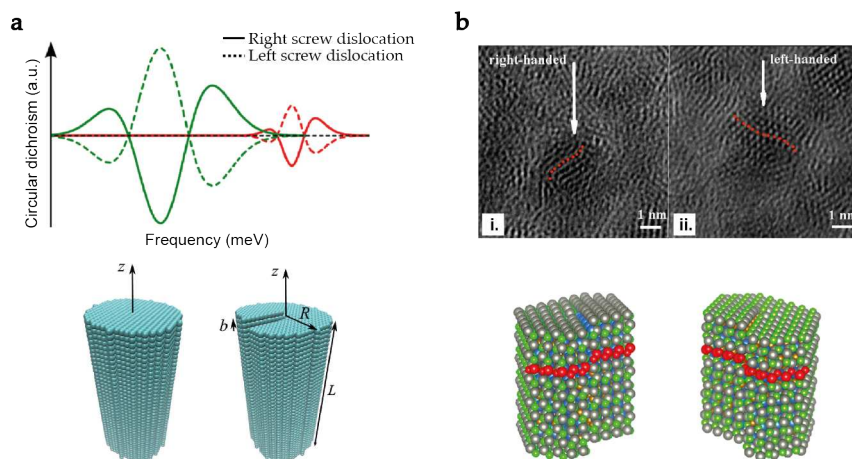 a
Right screw dislocation
Left screw dislocation
Circular dichroism (a.u.)
Frequency (meV)
z
z
R
b
L
b
right-handed
left-handed
i.
1 nm
ii.
1 nm